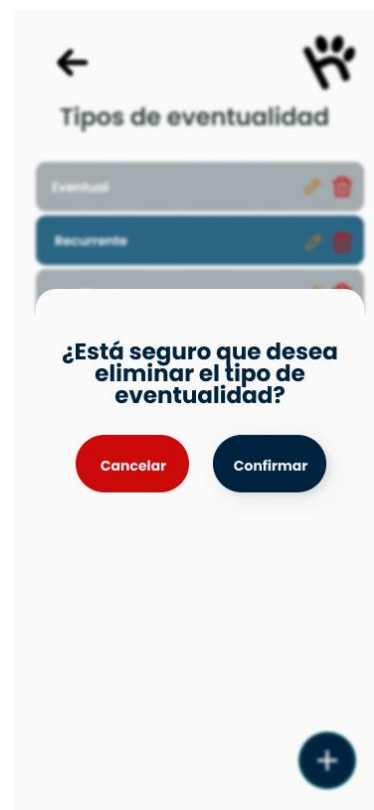 Tipos de eventualidad
Eventual
Recurrente
¿Está seguro que desea
eliminar el tipo de
eventualidad?
Cancelar
Confirmar